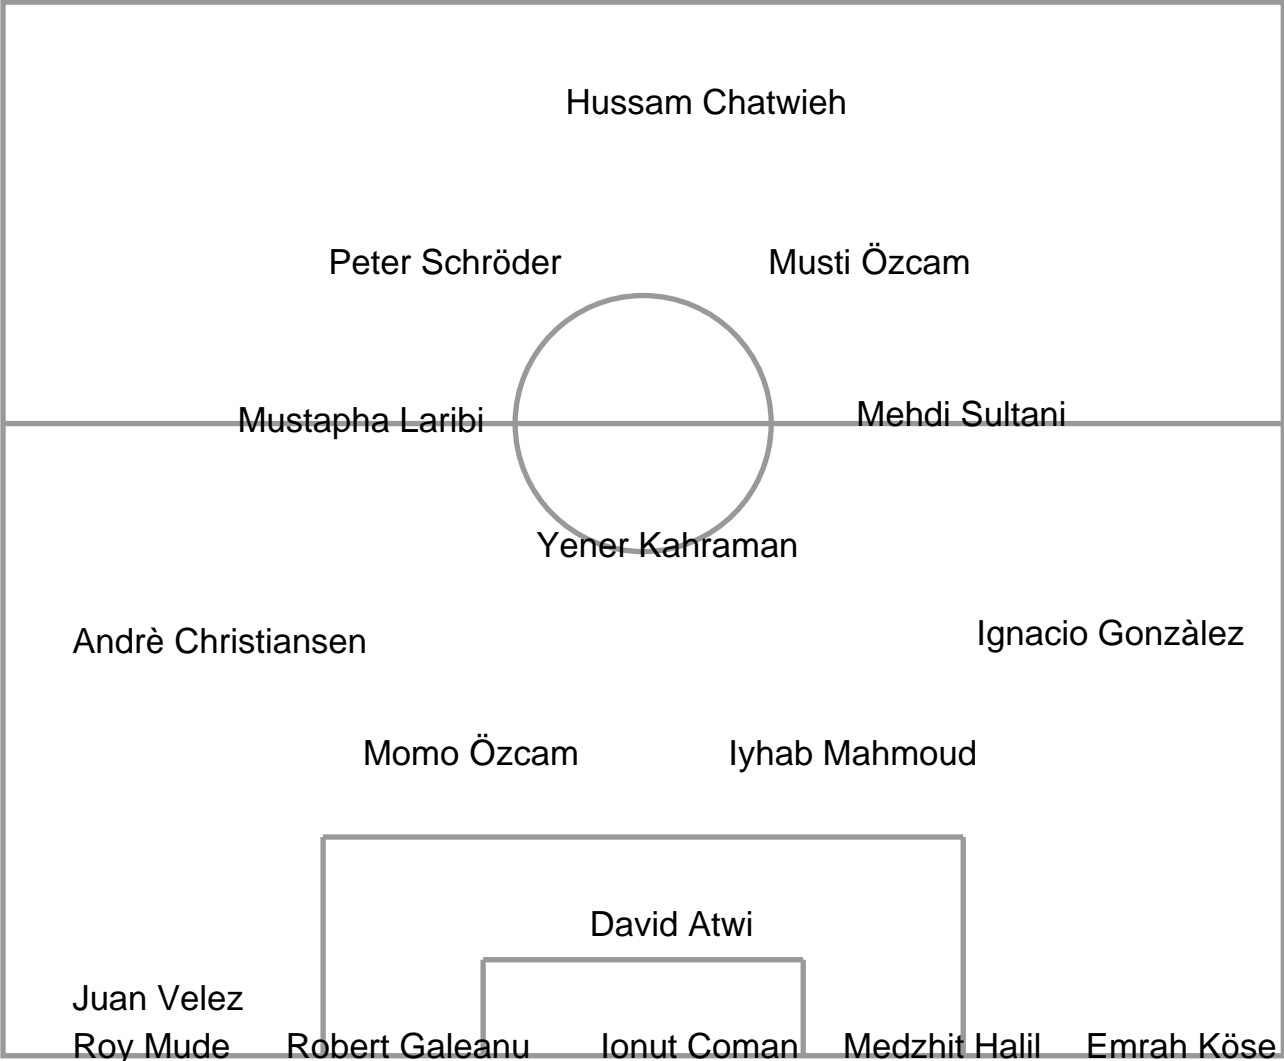 Hussam Chatwieh
Peter Schröder
Musti Özcam
Mustapha Laribi
Mehdi Sultani
Yener Kahraman
Andrè Christiansen
Ignacio Gonzàlez
Momo Özcam
Iyhab Mahmoud
David Atwi
Juan Velez
Roy Mude
Robert Galeanu
Ionut Coman
Medzhit Halil
Emrah Köse